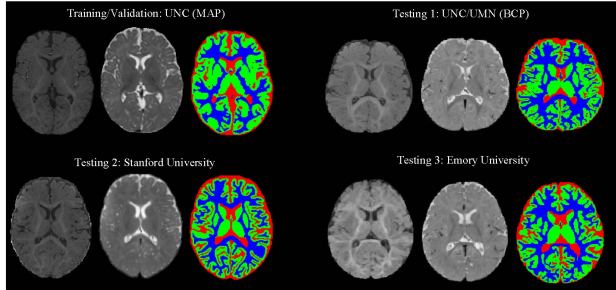 Training/Validation: UNC (MAP)
Testing 1: UNC/UMN (BCP)
Testing 2: Stanford University
Testing 3: Emory University